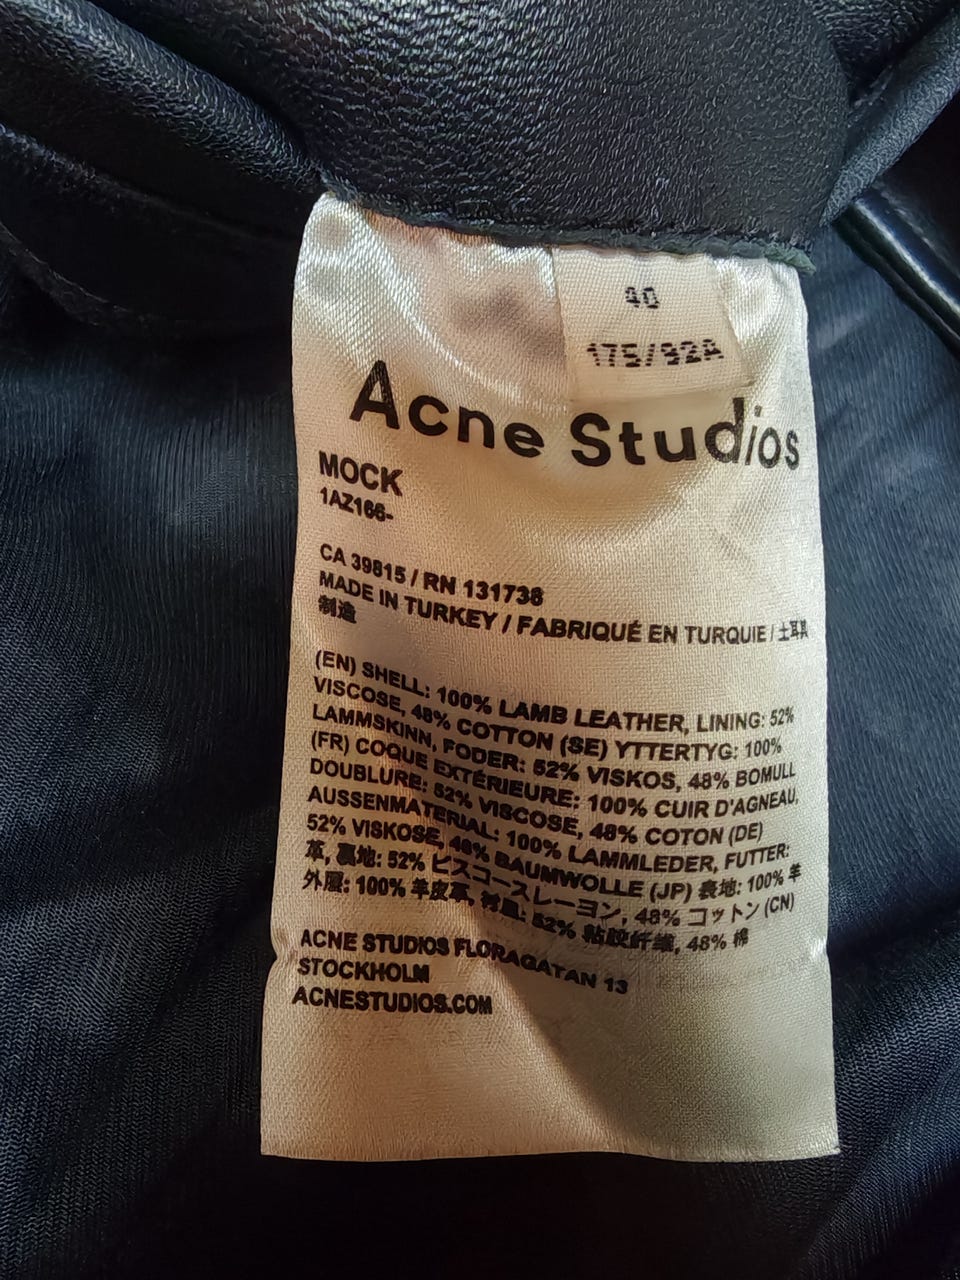 40
175/92A
Acne Studios
MOCK
1AZ166-
CA 39815 / RN 131738
MADE IN TURKEY / FABRIQUÉ EN TURQUIE / 土耳其
制造
(EN) SHELL: 100% LAMB LEATHER, LINING: 52%
VISCOSE, 48% COTTON (SE) YTTERTYG: 100%
LAMMSKINN, FODER: 52% VISKOS, 48% BOMULL
(FR) COQUE EXTÉRIEURE: 100% CUIR D'AGNEAU,
DOUBLURE: 52% VISCOSE, 48% COTON (DE)
AUSSENMATERIAL: 100% LAMMLEDER, FUTTER:
52% VISKOSE, 48% BAUMWOLLE (JP) 表地: 100% 羊
革, 裏地: 52% ビスコースレーヨン, 48% コットン (CN)
外層: 100% 羊皮革, 衬里: 52% 粘胶纤维, 48% 棉
ACNE STUDIOS FLORAGATAN 13
STOCKHOLM
ACNESTUDIOS.COM